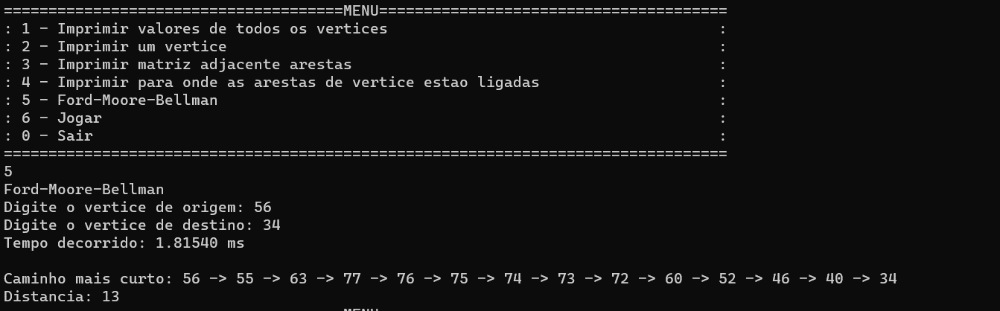 ======================================MENU=======================================
: 1 - Imprimir valores de todos os vertices                                     :
: 2 - Imprimir um vertice                                                       :
: 3 - Imprimir matriz adjacente arestas                                         :
: 4 - Imprimir para onde as arestas de vertice estao ligadas                    :
: 5 - Ford-Moore-Bellman                                                        :
: 6 - Jogar                                                                     :
: 0 - Sair                                                                      :
=================================================================================
5
Ford-Moore-Bellman
Digite o vertice de origem: 56
Digite o vertice de destino: 34
Tempo decorrido: 1.81540 ms

Caminho mais curto: 56 -> 55 -> 63 -> 77 -> 76 -> 75 -> 74 -> 73 -> 72 -> 60 -> 52 -> 46 -> 40 -> 34
Distancia: 13